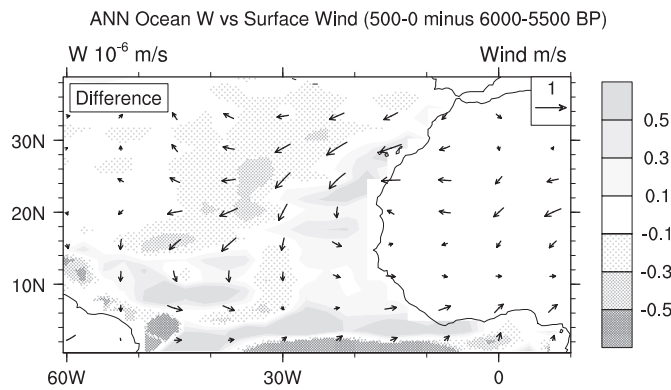 ANN Ocean W vs Surface Wind (500-0 minus 6000-5500 BP)
W 10⁻⁶ m/s Wind m/s
Difference 1
30N
20N
10N
60W 30W 0
0.5
0.3
0.1
-0.1
-0.3
-0.5